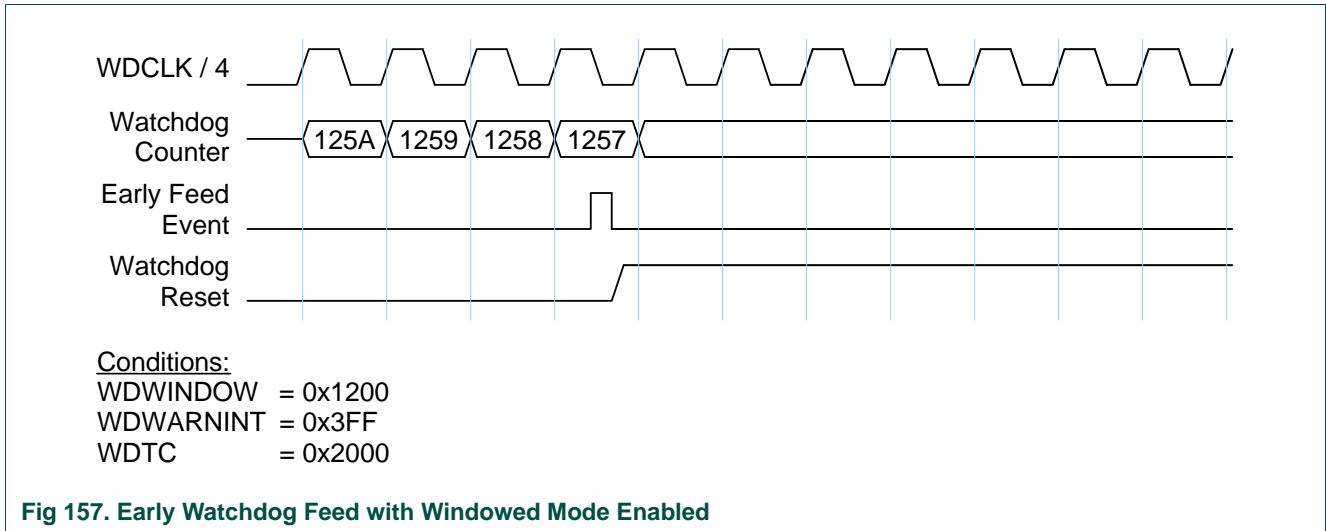 WDCLK / 4
Watchdog
Counter
125A 1259 1258 1257
Early Feed
Event
Watchdog
Reset
Conditions:
WDWINDOW = 0x1200
WDWARNINT = 0x3FF
WDTC = 0x2000
Fig 157. Early Watchdog Feed with Windowed Mode Enabled